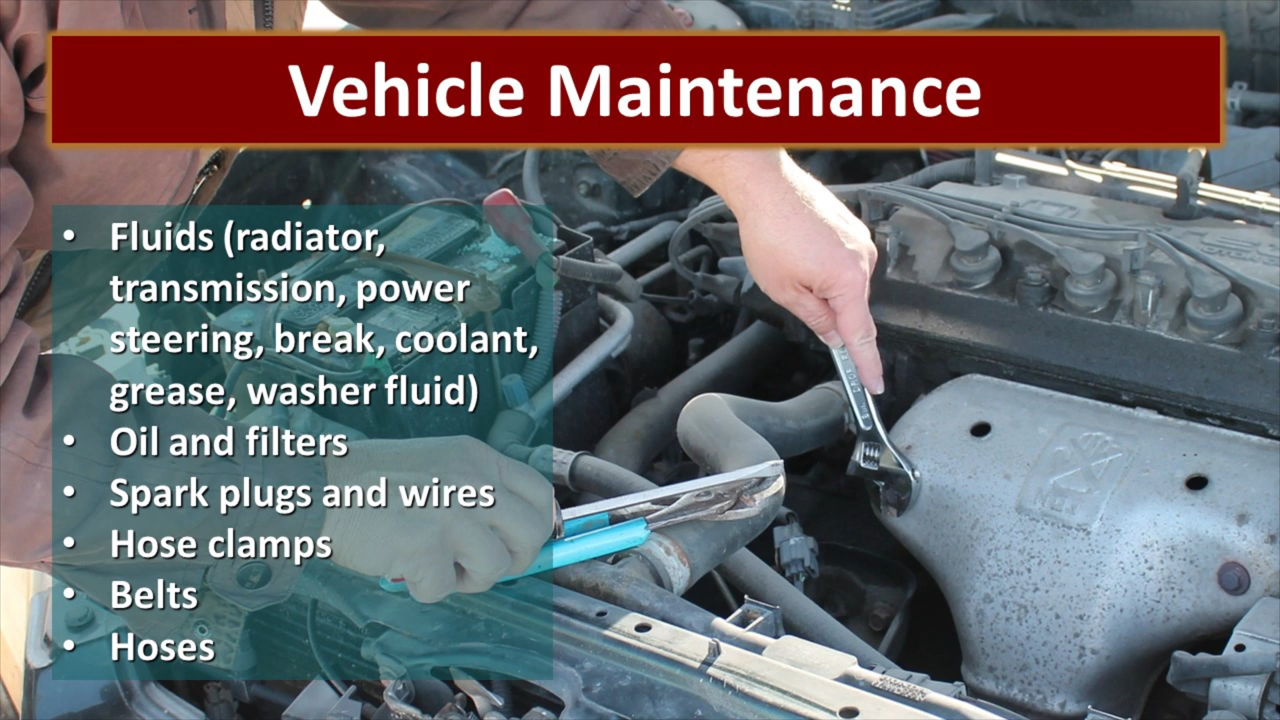 Vehicle Maintenance
• Fluids (radiator,
transmission, power
steering, break, coolant,
grease, washer fluid)
• Oil and filters
• Spark plugs and wires
• Hose clamps
• Belts
• Hoses